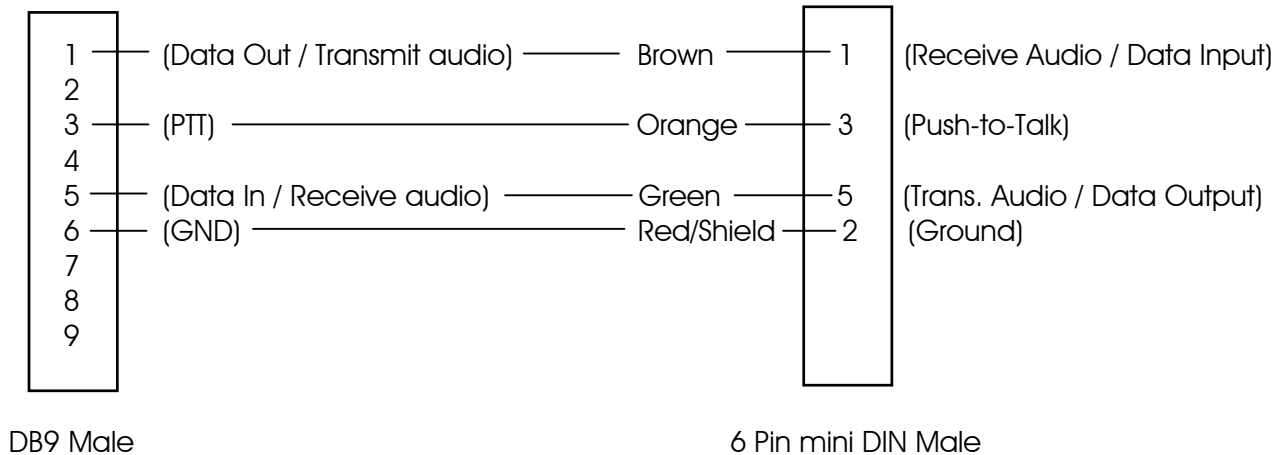 1 (Data Out / Transmit audio) Brown 1 (Receive Audio / Data Input)
2
3 (PTT) Orange 3 (Push-to-Talk)
4
5 (Data In / Receive audio) Green 5 (Trans. Audio / Data Output)
6 (GND) Red/Shield 2 (Ground)
7
8
9
DB9 Male 6 Pin mini DIN Male